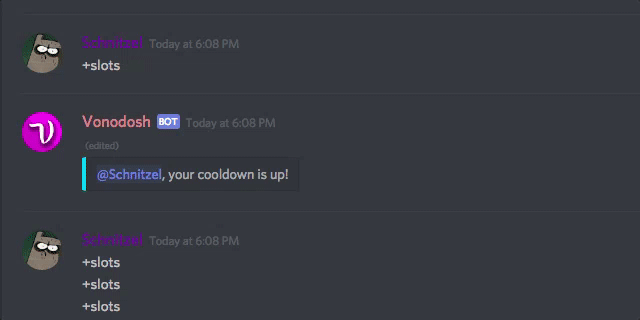 Schnitzel Today at 6:08 PM
+slots
Vonodosh BOT Today at 6:08 PM
(edited)
@Schnitzel, your cooldown is up!
Schnitzel Today at 6:08 PM
+slots
+slots
+slots